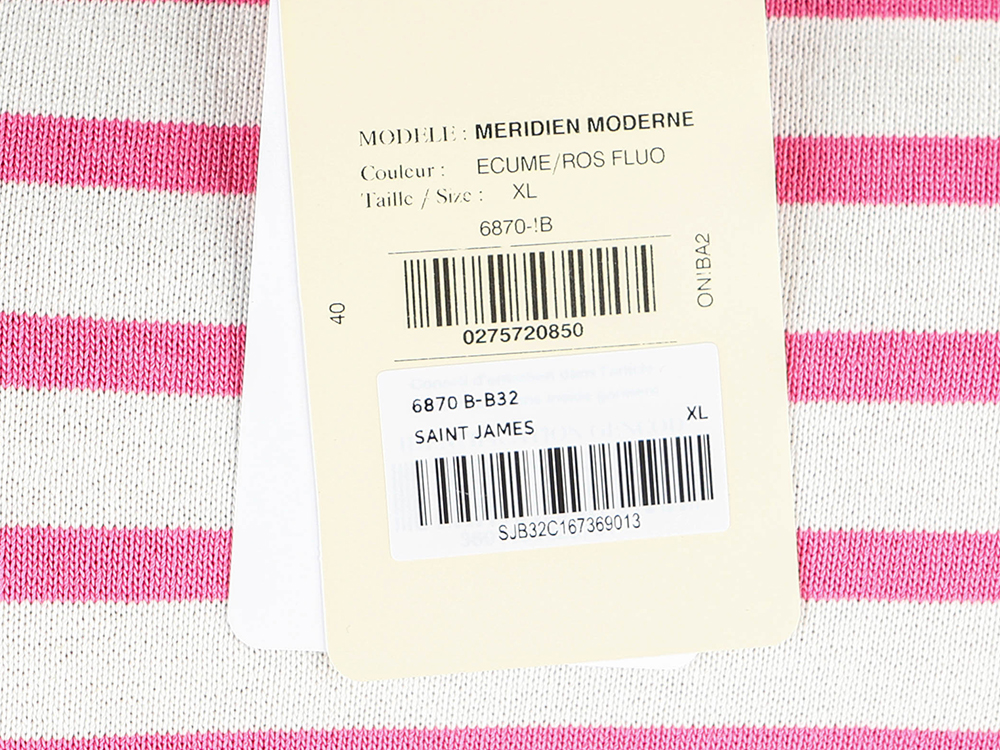 MODELE : MERIDIEN MODERNE
Couleur : ECUME/ROS FLUO
Taille / Size : XL
6870-!B
40
ON!BA2
0275720850
6870 B-B32
SAINT JAMES XL
SJB32C167369013